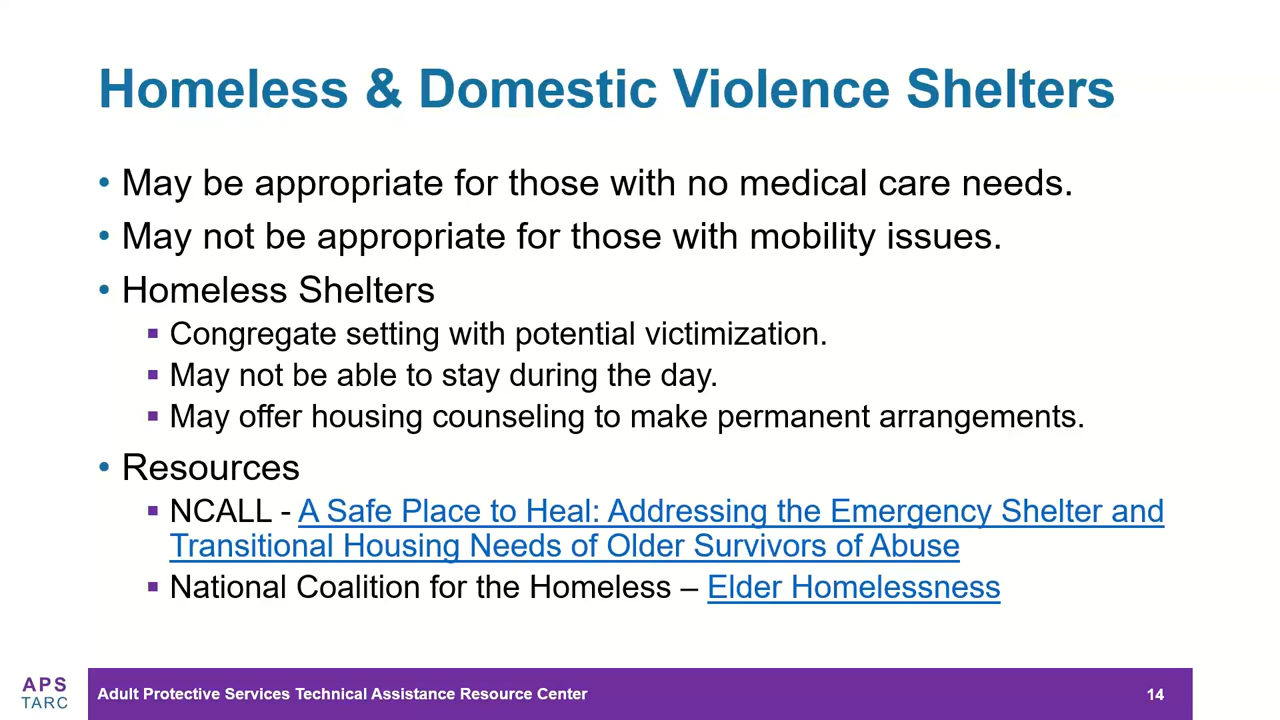 Homeless & Domestic Violence Shelters
• May be appropriate for those with no medical care needs.
• May not be appropriate for those with mobility issues.
• Homeless Shelters
▪ Congregate setting with potential victimization.
▪ May not be able to stay during the day.
▪ May offer housing counseling to make permanent arrangements.
• Resources
▪ NCALL - A Safe Place to Heal: Addressing the Emergency Shelter and
Transitional Housing Needs of Older Survivors of Abuse
▪ National Coalition for the Homeless – Elder Homelessness
APS
TARC
Adult Protective Services Technical Assistance Resource Center
14